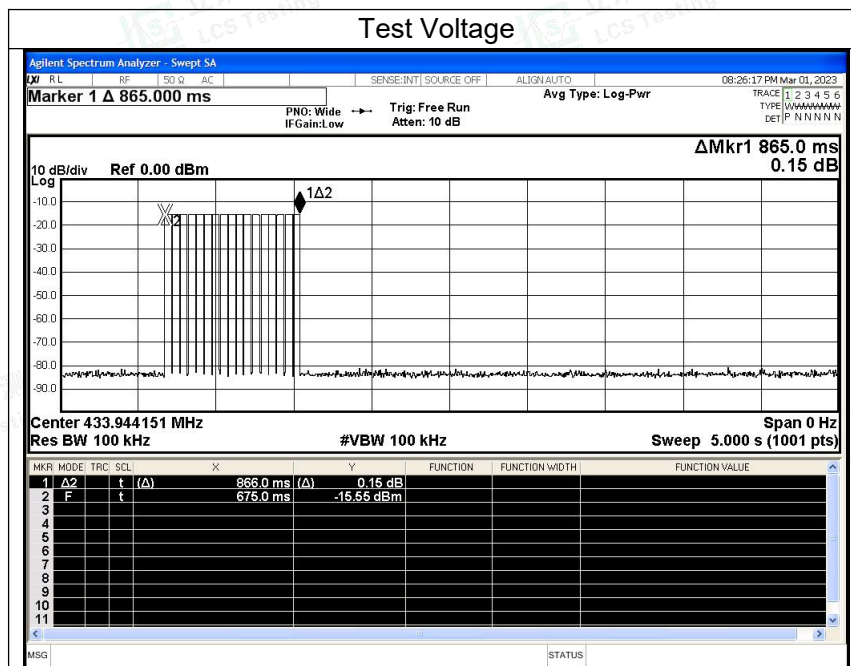 Test Voltage
Agilent Spectrum Analyzer - Swept SA
LXI RL RF 50 Ω AC SENSE:INT SOURCE OFF ALIGN AUTO 08:26:17 PM Mar 01, 2023
Marker 1 Δ 865.000 ms
PNO: Wide
IFGain:Low
Trig: Free Run
Atten: 10 dB
Avg Type: Log-Pwr
TRACE 1 2 3 4 5 6
TYPE WWWWWW
DET P N N N N N
ΔMkr1 865.0 ms
0.15 dB
10 dB/div Ref 0.00 dBm
Log
1Δ2
-10.0
2
-20.0
-30.0
-40.0
-50.0
-60.0
-70.0
-80.0
-90.0
Center 433.944151 MHz Span 0 Hz
Res BW 100 kHz #VBW 100 kHz Sweep 5.000 s (1001 pts)
MKR MODE TRC SCL X Y FUNCTION FUNCTION WIDTH FUNCTION VALUE
1 Δ2 t (Δ) 866.0 ms (Δ) 0.15 dB
2 F t 675.0 ms -15.55 dBm
3
4
5
6
7
8
9
10
11
MSG STATUS
LCS Testing
LCS Testing